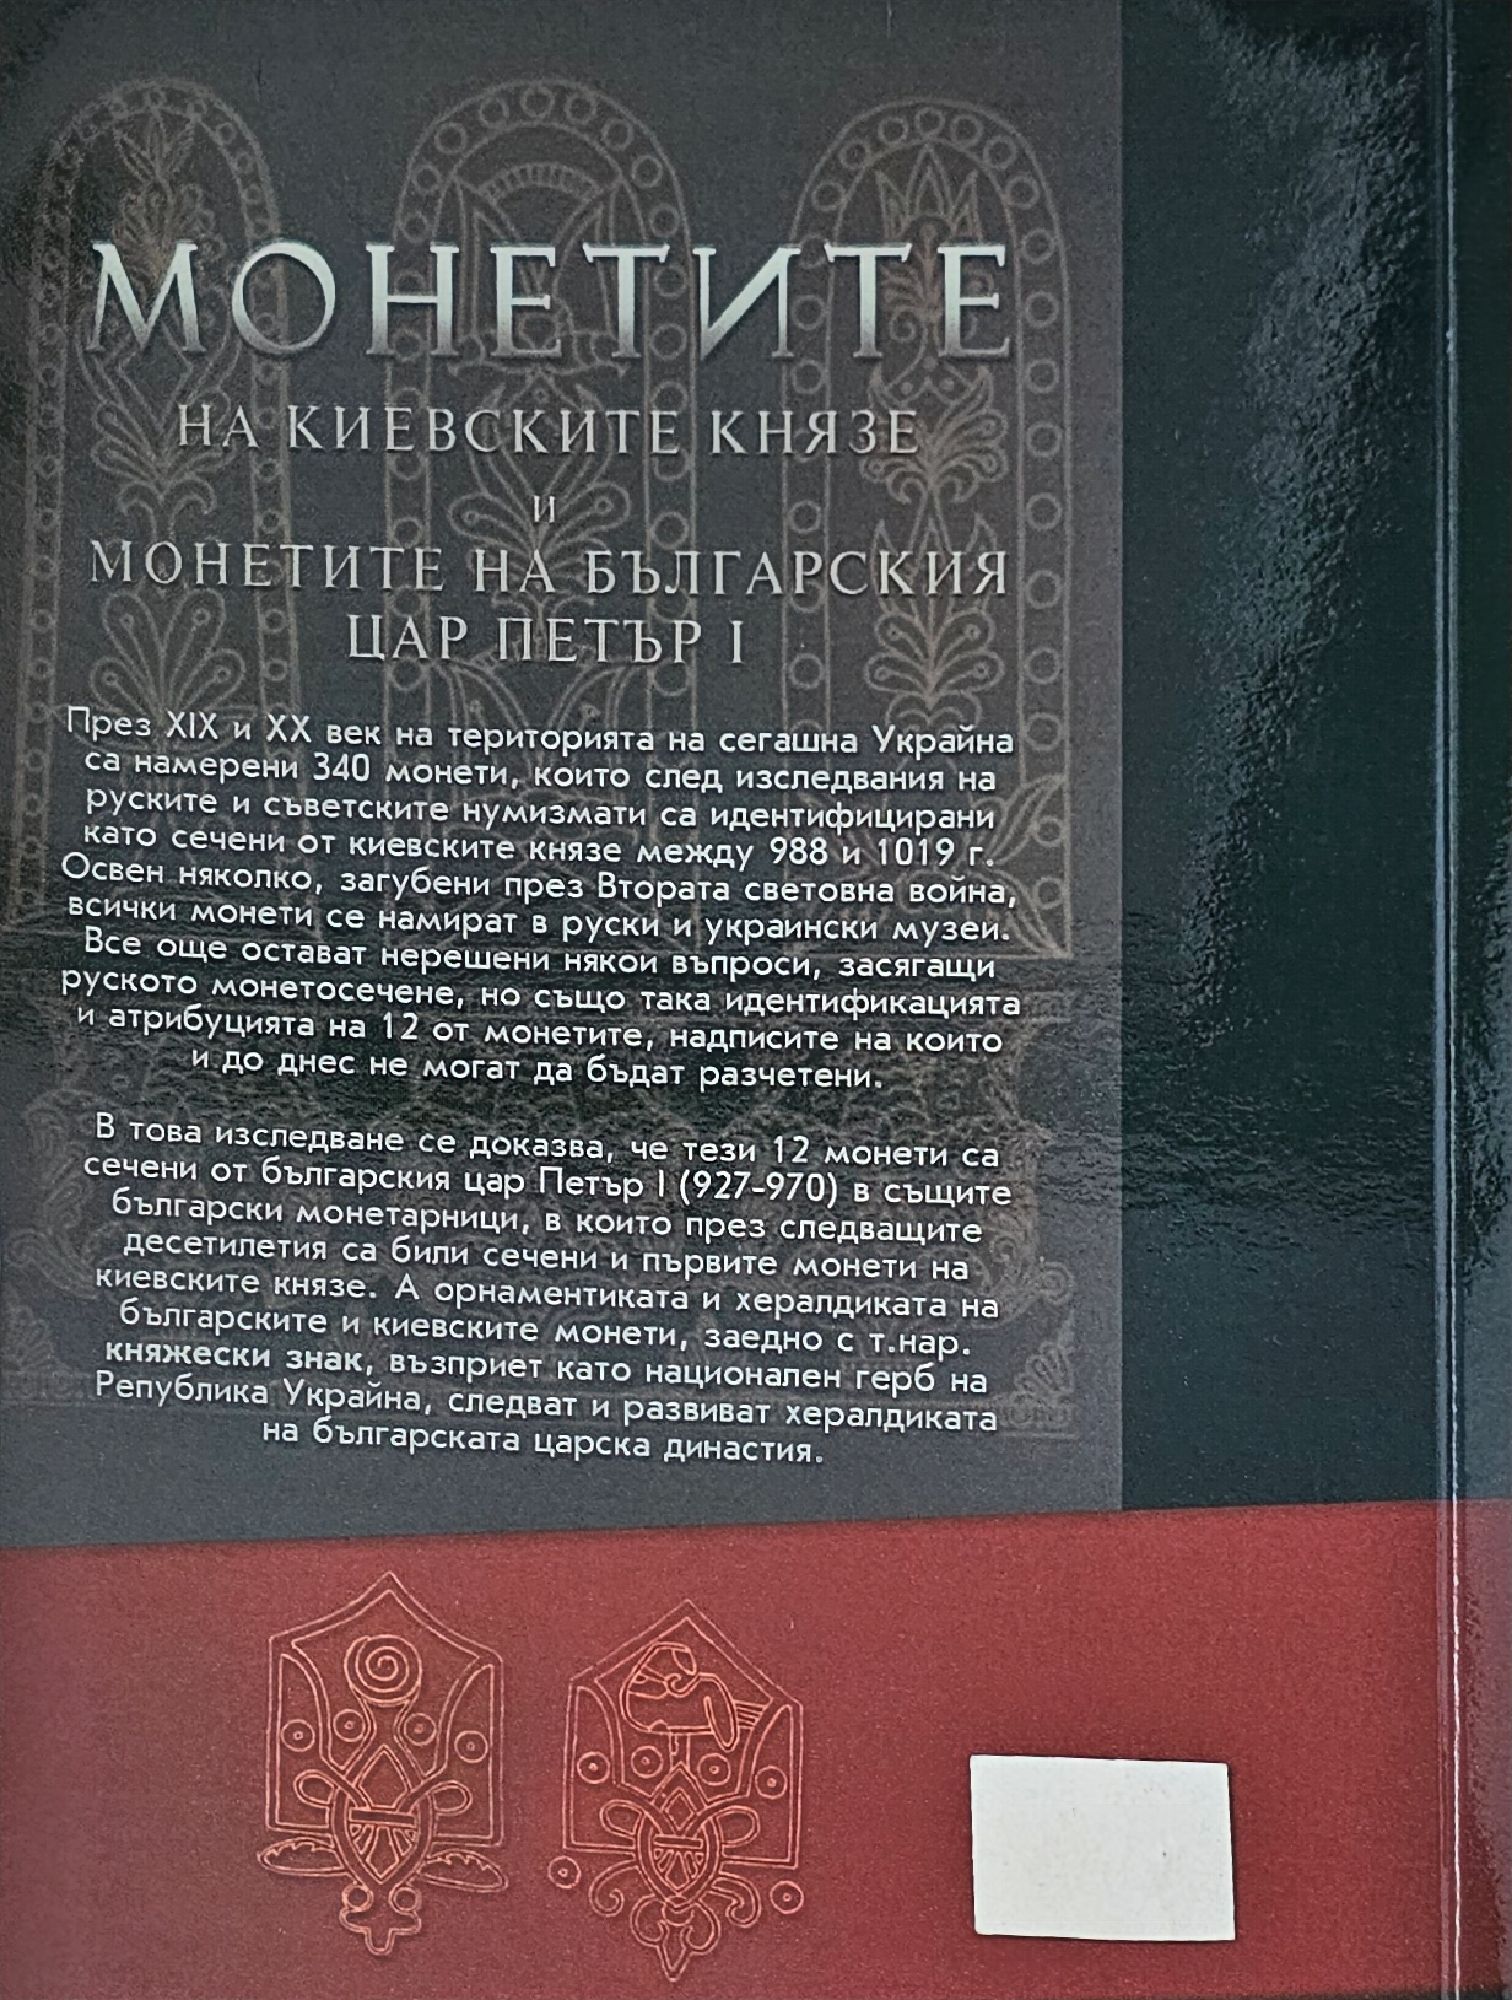 МОНЕТИТЕ
НА КИЕВСКИТЕ КНЯЗЕ
И
МОНЕТИТЕ НА БЪЛГАРСКИЯ
ЦАР ПЕТЪР I
През XIX и XX век на територията на сегашна Украйна
са намерени 340 монети, които след изследвания на
руските и съветските нумизмати са идентифицирани
като сечени от киевските князе между 988 и 1019 г.
Освен няколко, загубени през Втората световна война,
всички монети се намират в руски и украински музеи.
Все още остават нерешени някои въпроси, засягащи
руското монетосечене, но също така идентификацията
и атрибуцията на 12 от монетите, надписите на които
и до днес не могат да бъдат разчетени.
В това изследване се доказва, че тези 12 монети са
сечени от българския цар Петър I (927-970) в същите
български монетарници, в които през следващите
десетилетия са били сечени и първите монети на
киевските князе. А орнаментиката и хералдиката на
българските и киевските монети, заедно с т.нар.
княжески знак, възприет като национален герб на
Република Украйна, следват и развиват хералдиката
на българската царска династия.